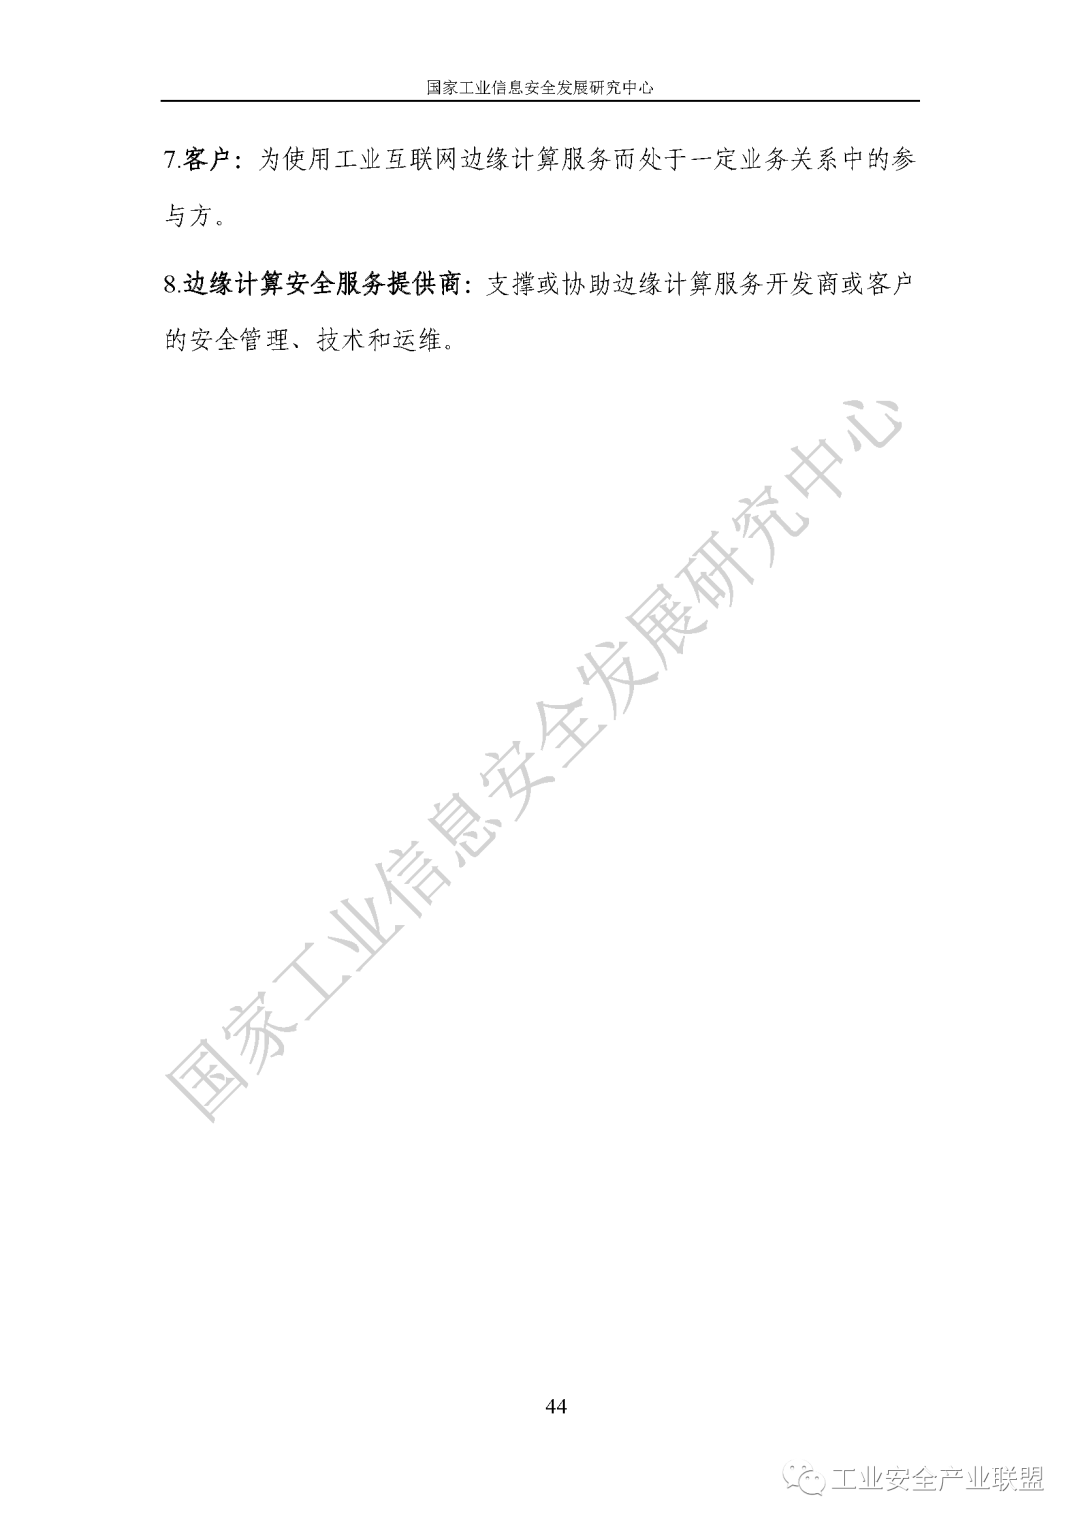 国家工业信息安全发展研究中心
7.客户：为使用工业互联网边缘计算服务而处于一定业务关系中的参
与方。
8.边缘计算安全服务提供商：支撑或协助边缘计算服务开发商或客户
的安全管理、技术和运维。
国家工业信息安全发展研究中心
44
工业安全产业联盟